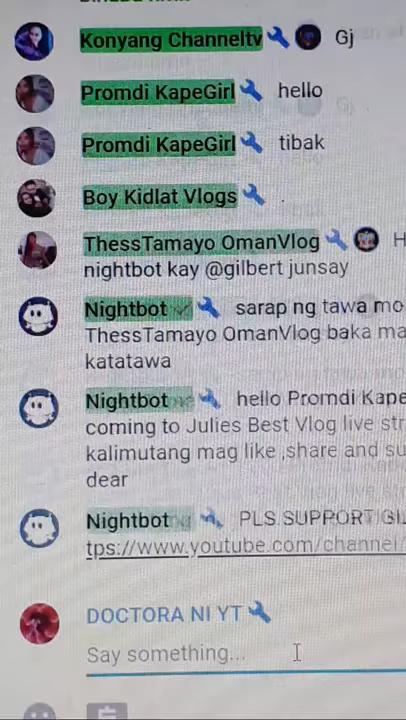 Konyang Channeltv Gj
Promdi KapeGirl hello
Promdi KapeGirl tibak
Boy Kidlat Vlogs .
ThessTamayo OmanVlog H
nightbot kay @gilbert junsay
Nightbot sarap ng tawa mo
ThessTamayo OmanVlog baka ma
katatawa
Nightbot hello Promdi Kape
coming to Julies Best Vlog live str
kalimutang mag like ,share and su
dear
Nightbot PLS.SUPPORT GIL
tps://www.youtube.com/channel/
DOCTORA NI YT
Say something...